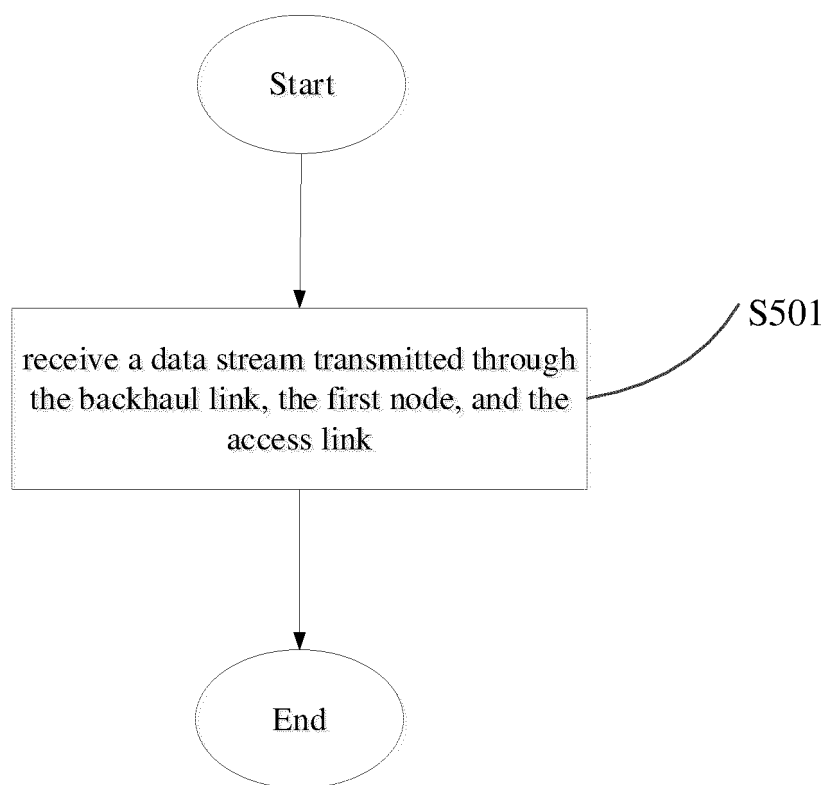 Start
S501
receive a data stream transmitted through
the backhaul link, the first node, and the
access link
End